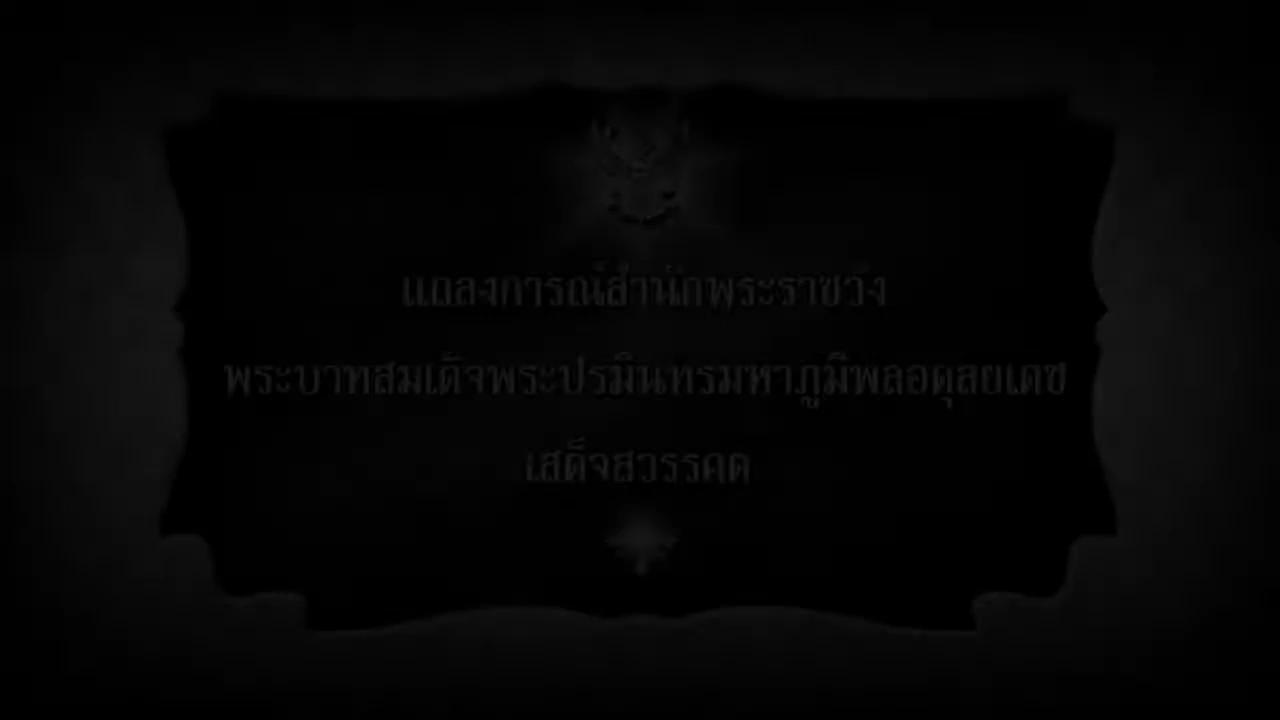 แถลงการณ์สำนักพระราชวัง
พระบาทสมเด็จพระปรมินทรมหาภูมิพลอดุลยเดช
เสด็จสวรรคต